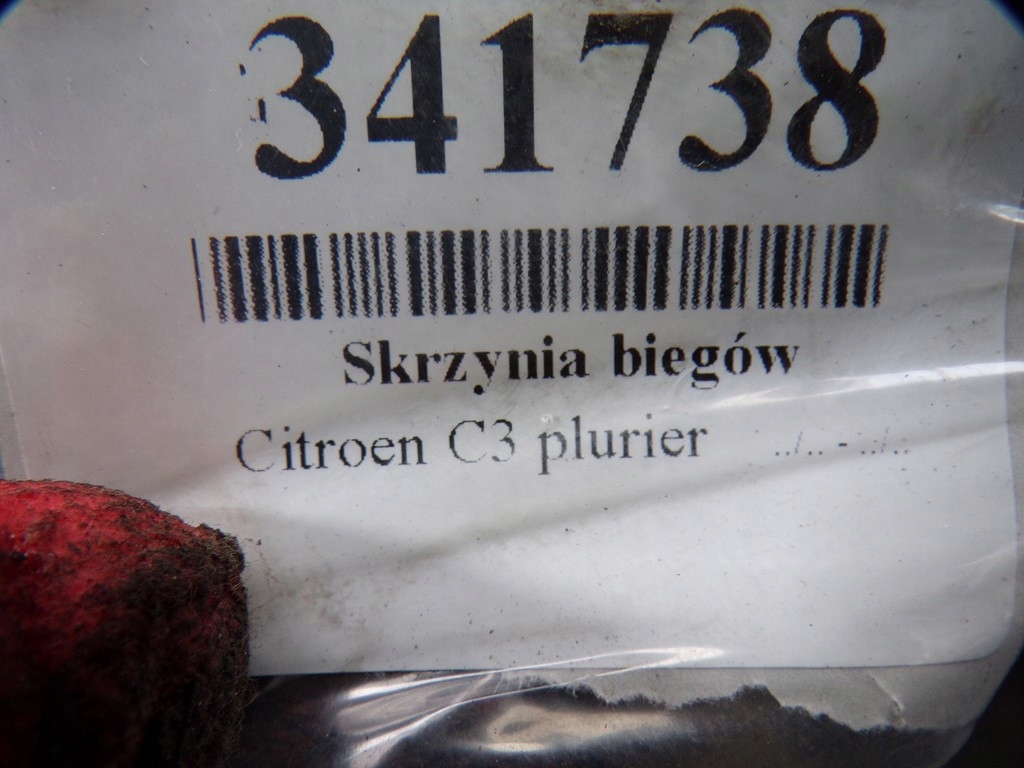 341738
Skrzynia biegów
Citroen C3 plurier ../.. - ../..